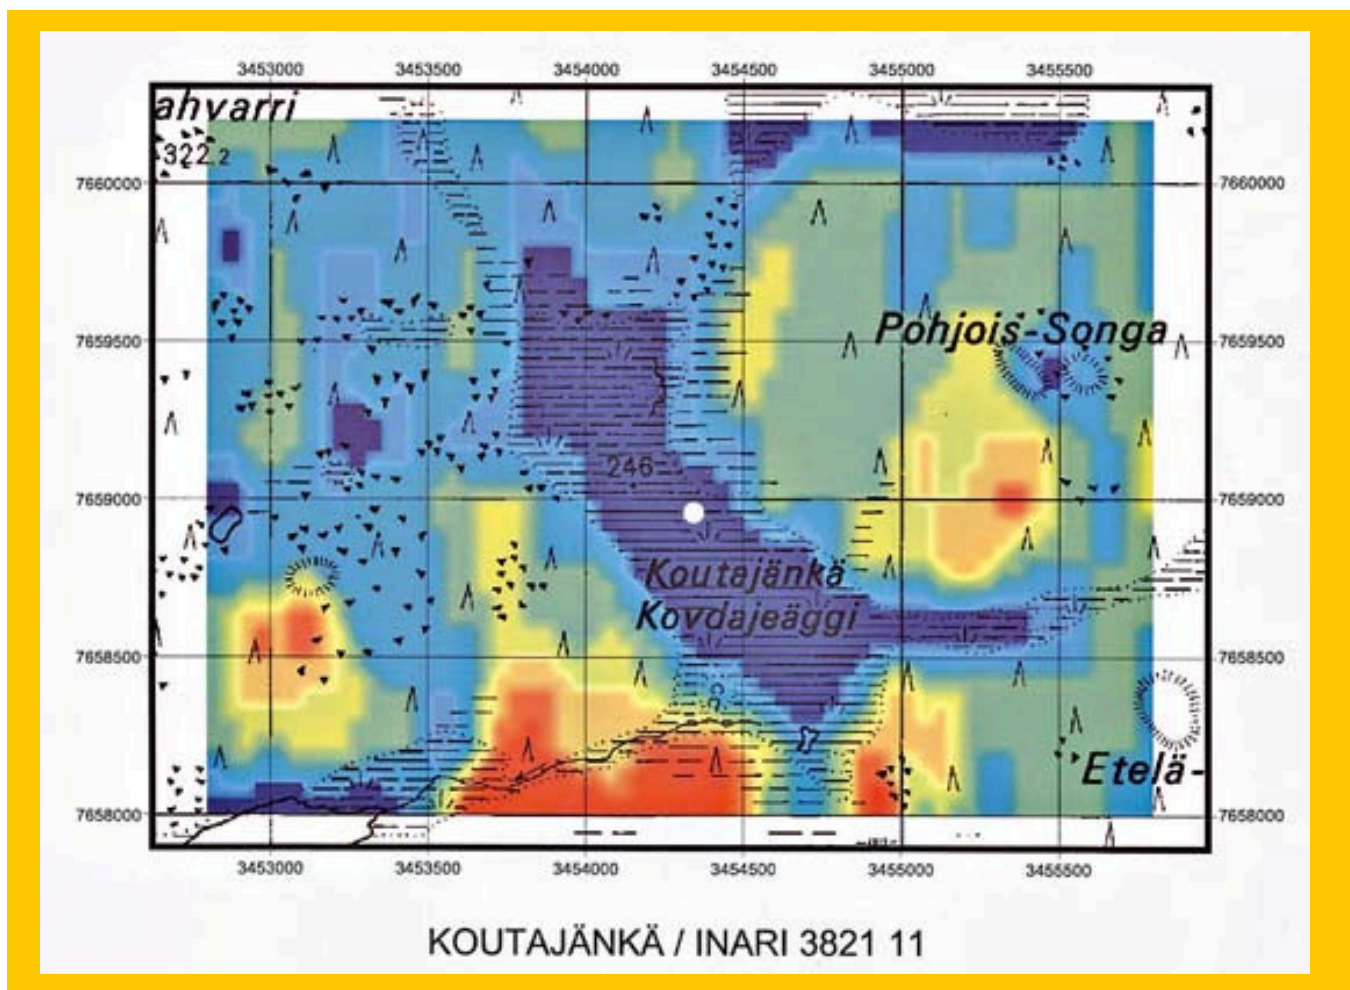 3453000 3453500 3454000 3454500 3455000 3455500
ahvarri
322.2
7660000 7660000
Pohjois-Songa
7659500 7659500
246
7659000 7659000
Koutajänkä
Kovdajeäggi
7658500 7658500
Etelä-
7658000 7658000
3453000 3453500 3454000 3454500 3455000 3455500
KOUTAJÄNKÄ / INARI 3821 11